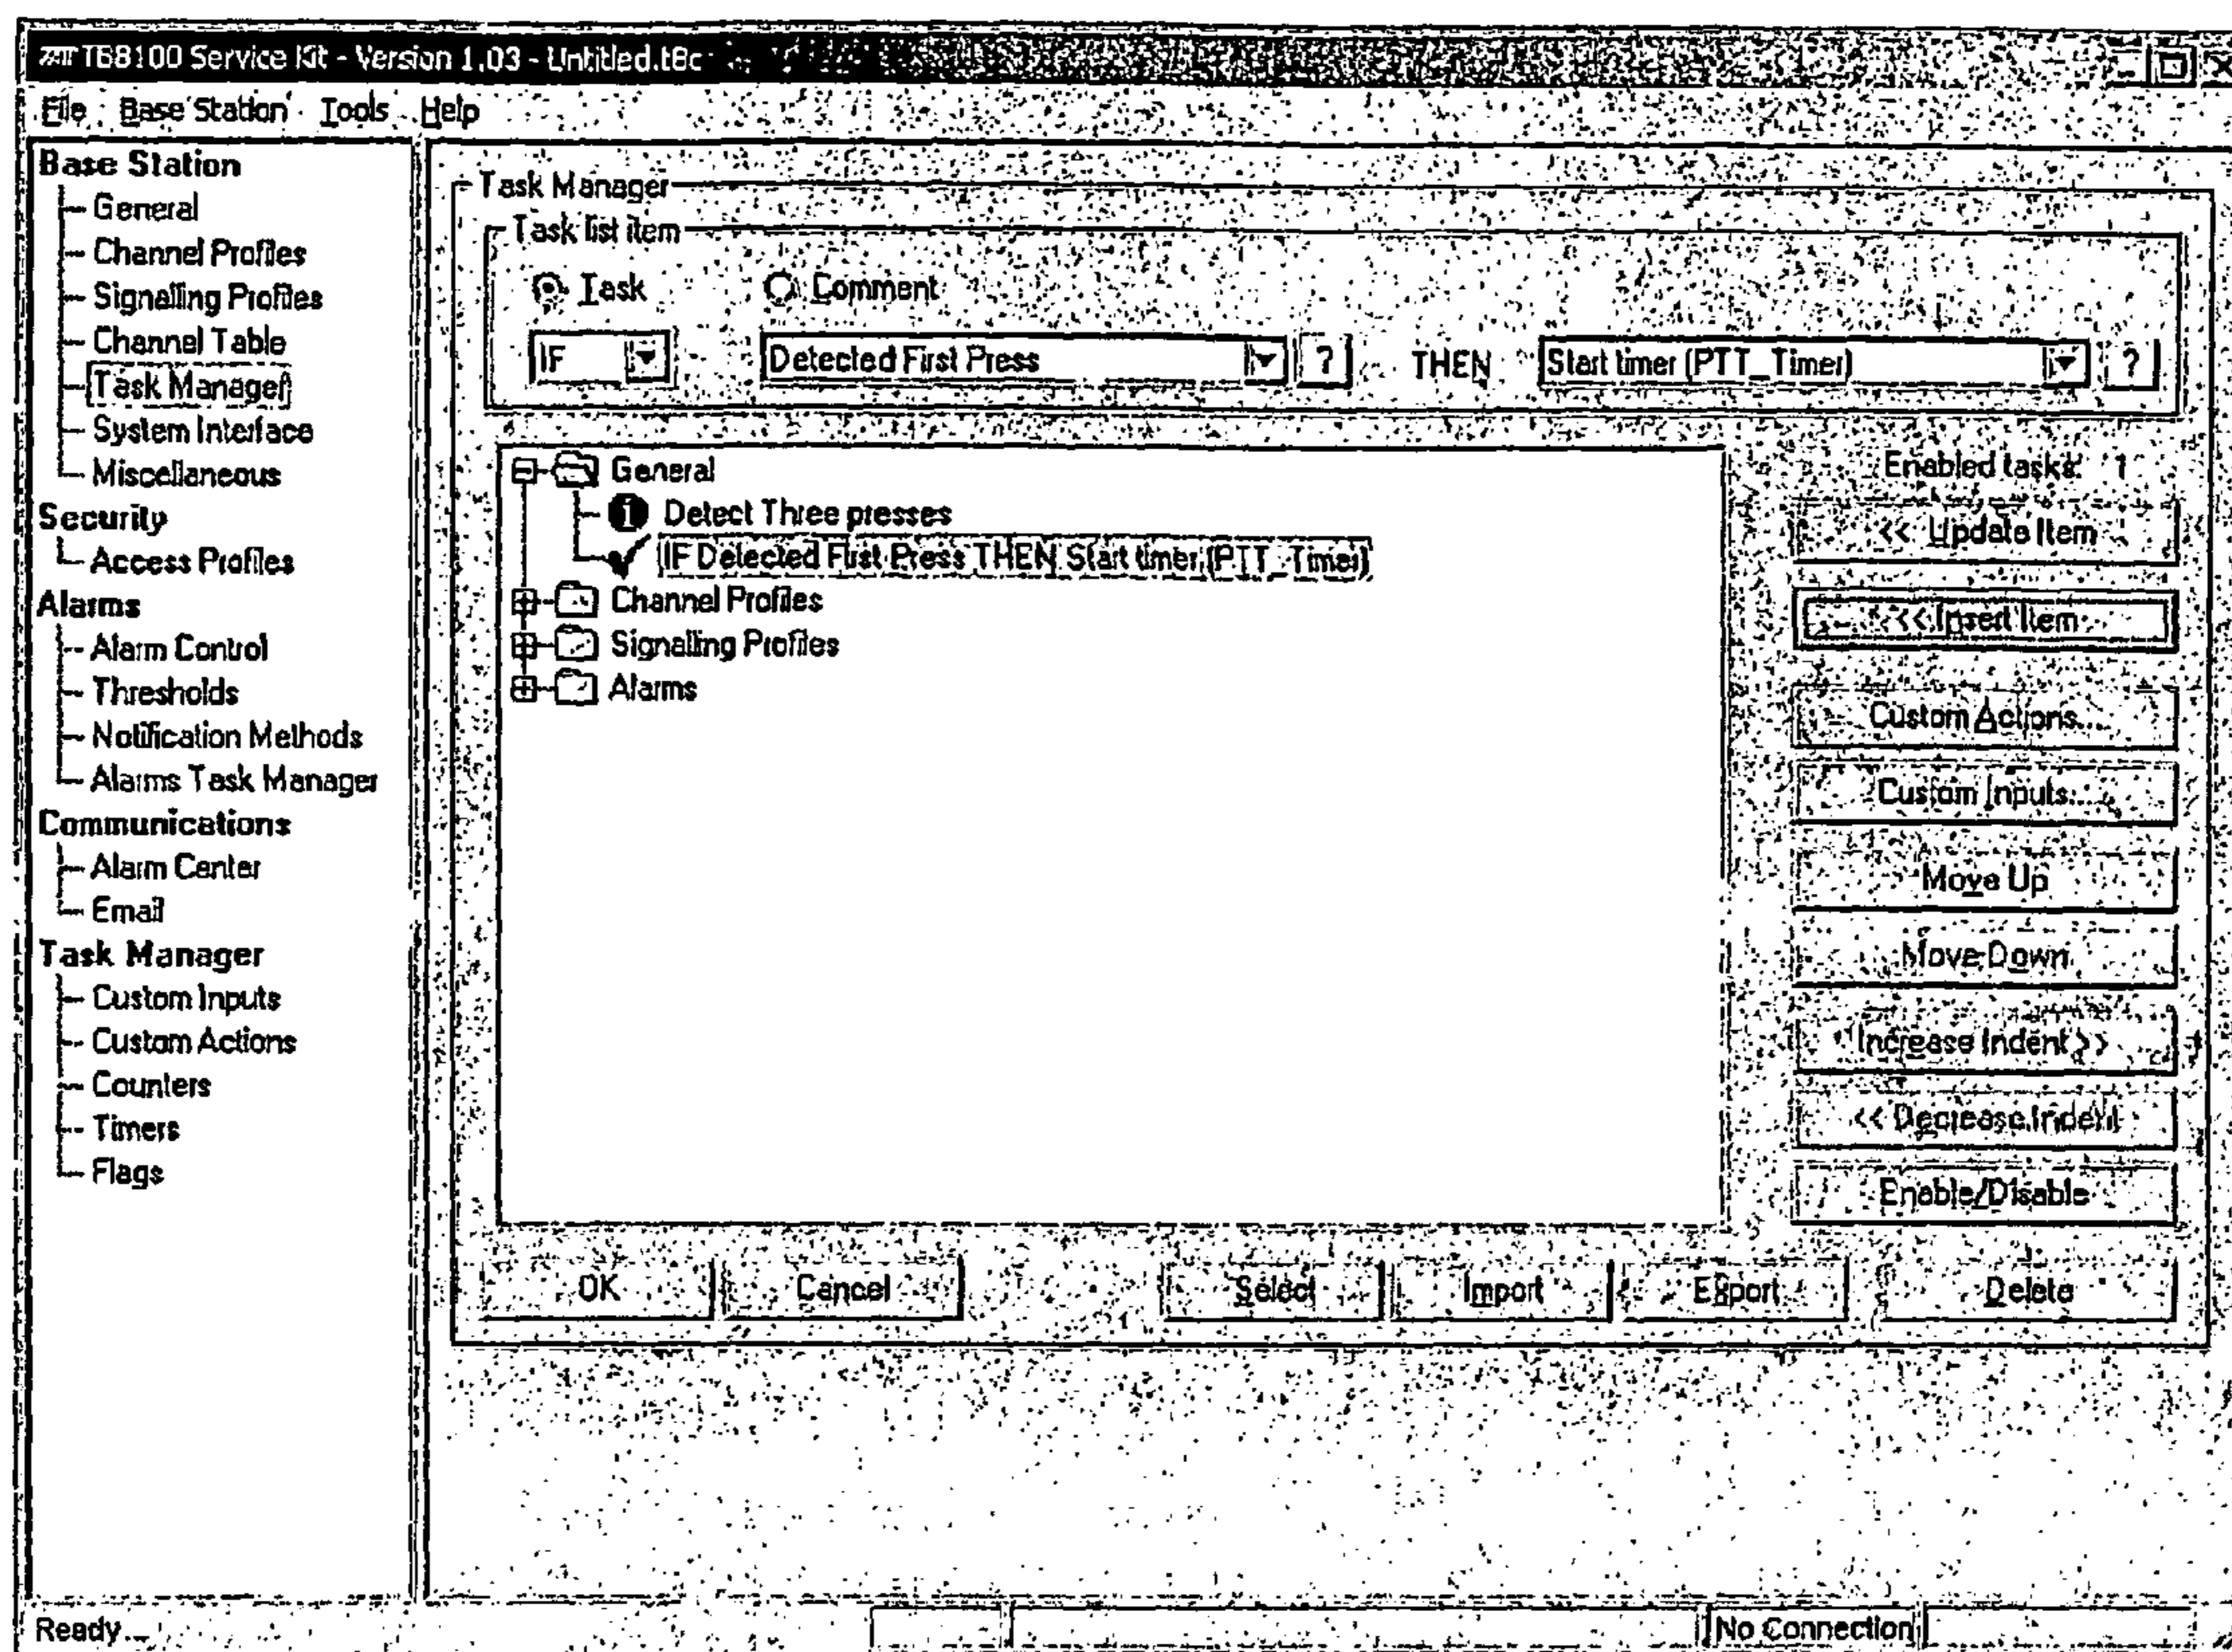 TAIT TB8100 Service Kit - Version 1.03 - Untitled.t8c
File Base Station Tools Help
Base Station
General
Channel Profiles
Signalling Profiles
Channel Table
Task Manager
System Interface
Miscellaneous
Security
Access Profiles
Alarms
Alarm Control
Thresholds
Notification Methods
Alarms Task Manager
Communications
Alarm Center
Email
Task Manager
Custom Inputs
Custom Actions
Counters
Timers
Flags
Task Manager
Task list item
Task Comment
IF Detected First Press ? THEN Start timer (PTT_Timer) ?
General
Detect Three presses
IF Detected First Press THEN Start timer (PTT_Timer)
Channel Profiles
Signalling Profiles
Alarms
Enabled tasks: 1
<< Update Item
<< Insert Item
Custom Actions...
Custom Inputs...
Move Up
Move Down
Increase Indent >>
<< Decrease Indent
Enable/Disable
OK Cancel Select Import Export Delete
Ready... No Connection